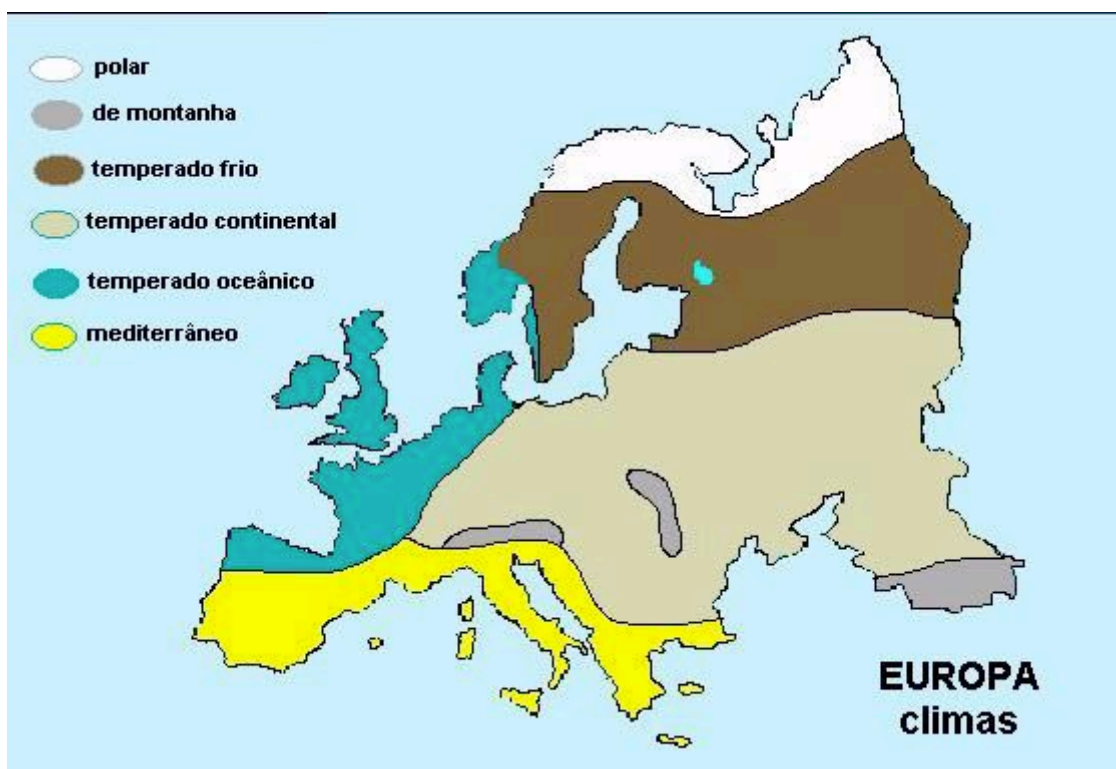 polar
de montanha
temperado frio
temperado continental
temperado oceânico
mediterrâneo
EUROPA
climas